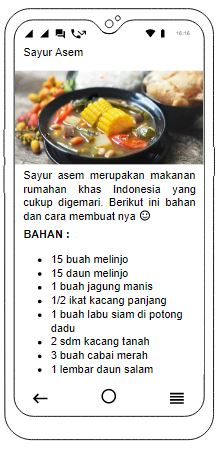 16:16
Sayur Asem
Sayur asem merupakan makanan
rumahan khas Indonesia yang
cukup digemari. Berikut ini bahan
dan cara membuat nya ☺
BAHAN :
• 15 buah melinjo
• 15 daun melinjo
• 1 buah jagung manis
• 1/2 ikat kacang panjang
• 1 buah labu siam di potong
dadu
• 2 sdm kacang tanah
• 3 buah cabai merah
• 1 lembar daun salam